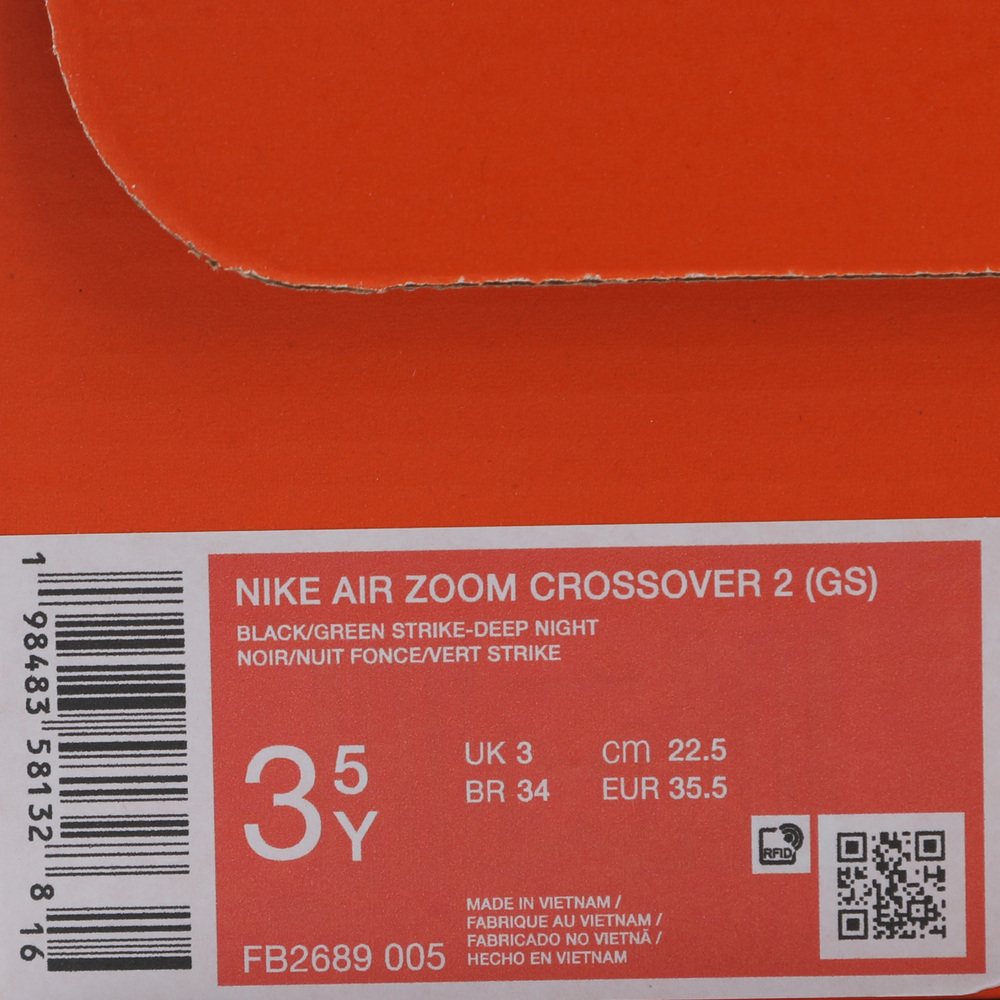 NIKE AIR ZOOM CROSSOVER 2 (GS)
BLACK/GREEN STRIKE-DEEP NIGHT
NOIR/NUIT FONCE/VERT STRIKE
3 5 Y
UK 3 cm 22.5
BR 34 EUR 35.5
RFID
MADE IN VIETNAM /
FABRIQUE AU VIETNAM /
FABRICADO NO VIETNÃ /
HECHO EN VIETNAM
FB2689 005
1 98483 58132 8 16